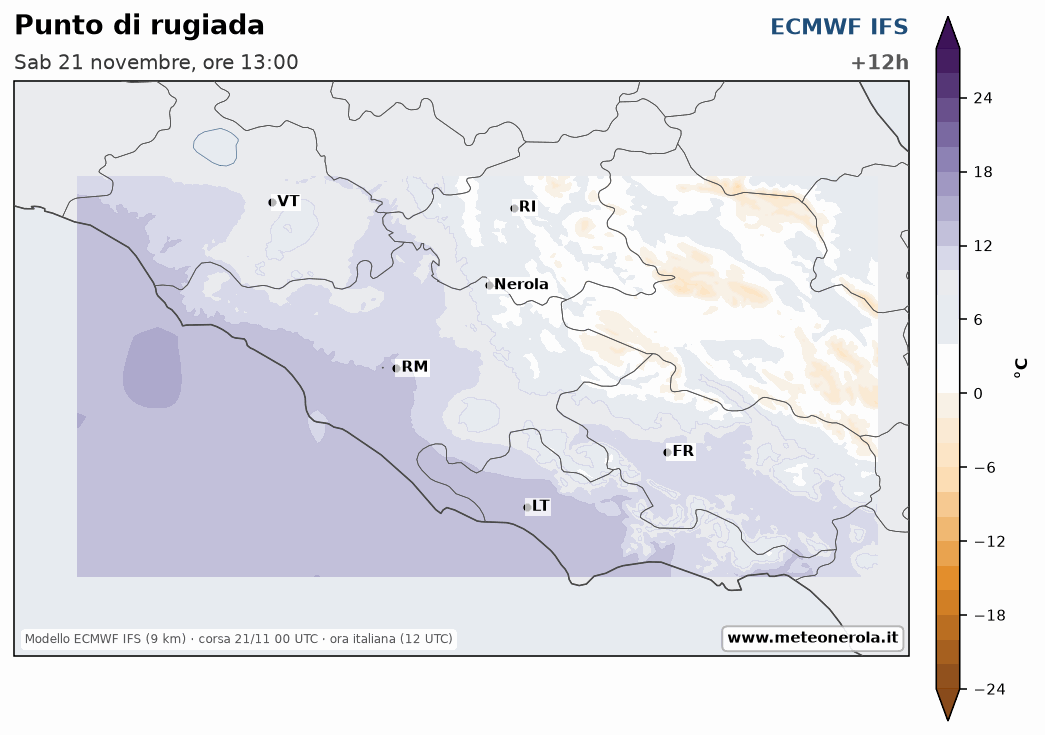 Punto di rugiada
ECMWF IFS
Sab 21 novembre, ore 13:00
+12h
VT
RI
Nerola
RM
FR
LT
24
18
12
6
0
−6
−12
−18
−24
°C
Modello ECMWF IFS (9 km) · corsa 21/11 00 UTC · ora italiana (12 UTC)
www.meteonerola.it